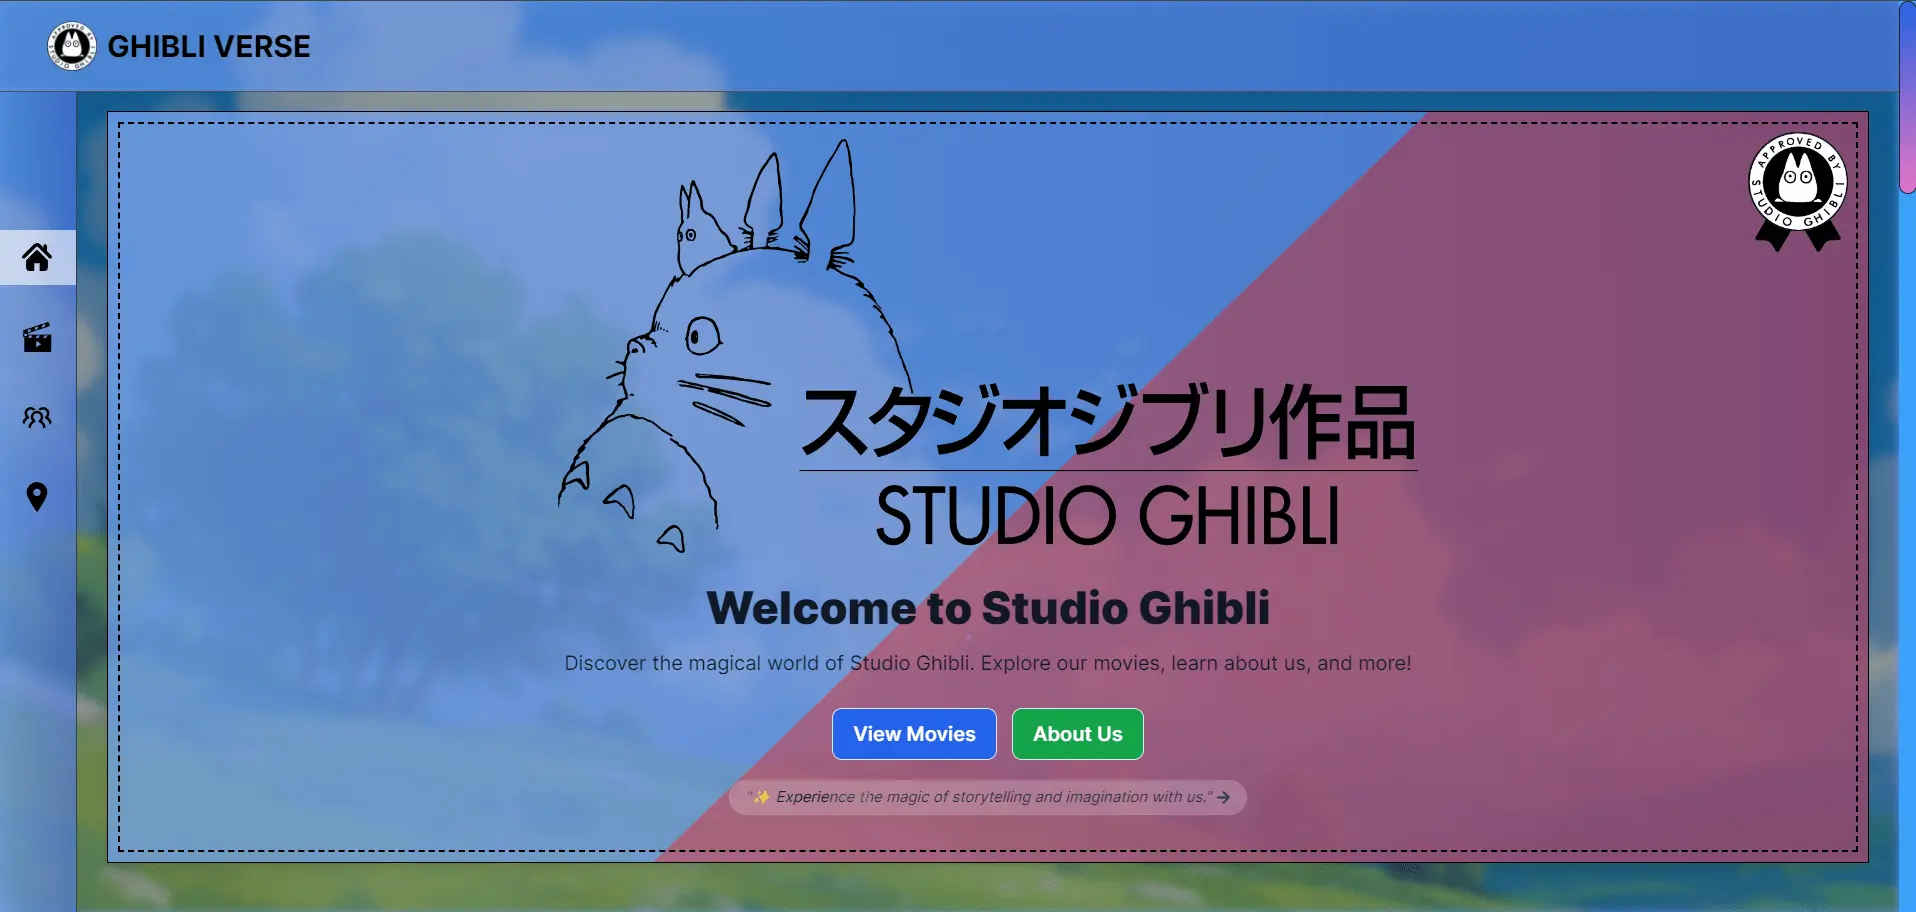 GHIBLI VERSE
APPROVED BY STUDIO GHIBLI
スタジオジブリ作品
STUDIO GHIBLI
Welcome to Studio Ghibli
Discover the magical world of Studio Ghibli. Explore our movies, learn about us, and more!
View Movies
About Us
"✨ Experience the magic of storytelling and imagination with us." →